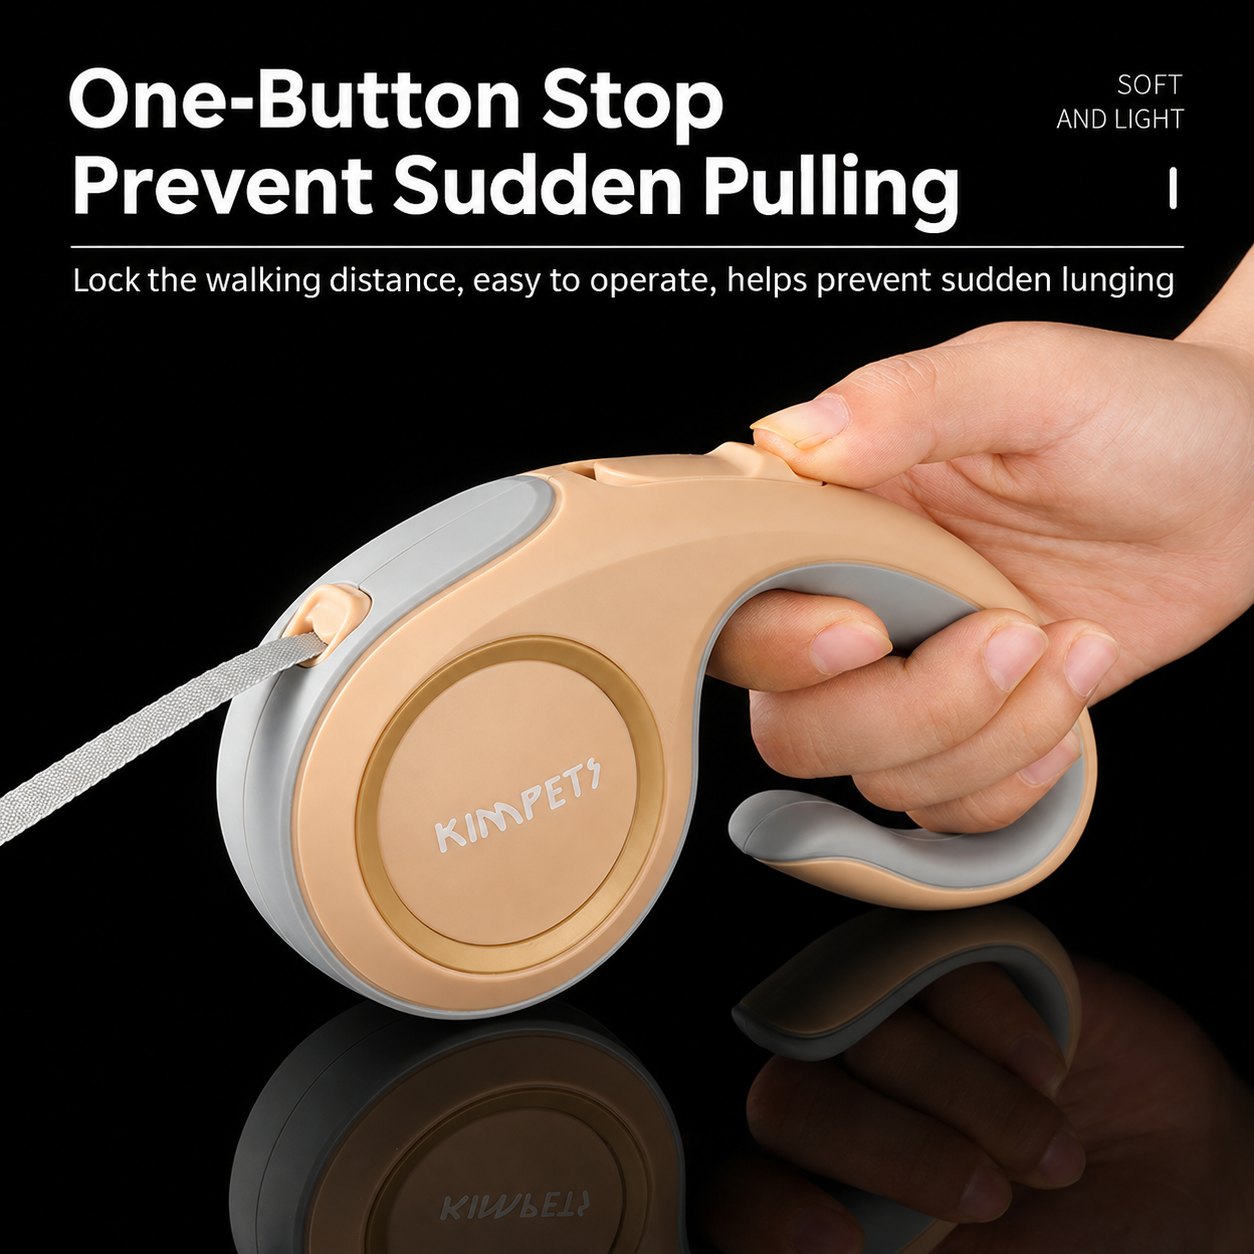 One-Button Stop
Prevent Sudden Pulling
SOFT
AND LIGHT
Lock the walking distance, easy to operate, helps prevent sudden lunging
KIMPETS
KIMPETS